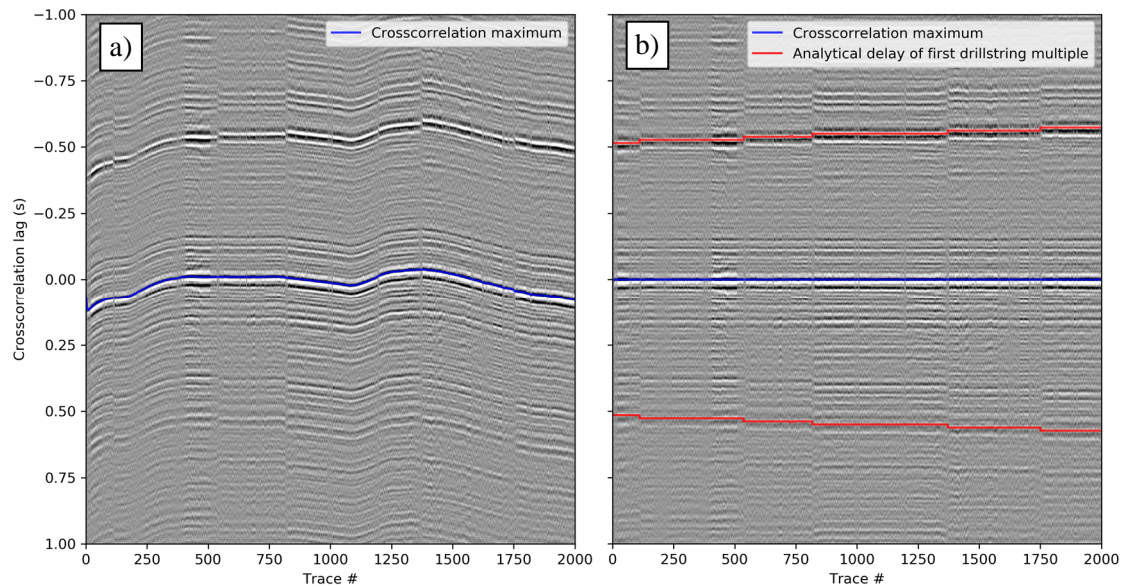 a)
Crosscorrelation maximum
−1.00
−0.75
−0.50
−0.25
0.00
0.25
0.50
0.75
1.00
Crosscorrelation lag (s)
0 250 500 750 1000 1250 1500 1750 2000
Trace #
b)
Crosscorrelation maximum
Analytical delay of first drillstring multiple
0 250 500 750 1000 1250 1500 1750 2000
Trace #